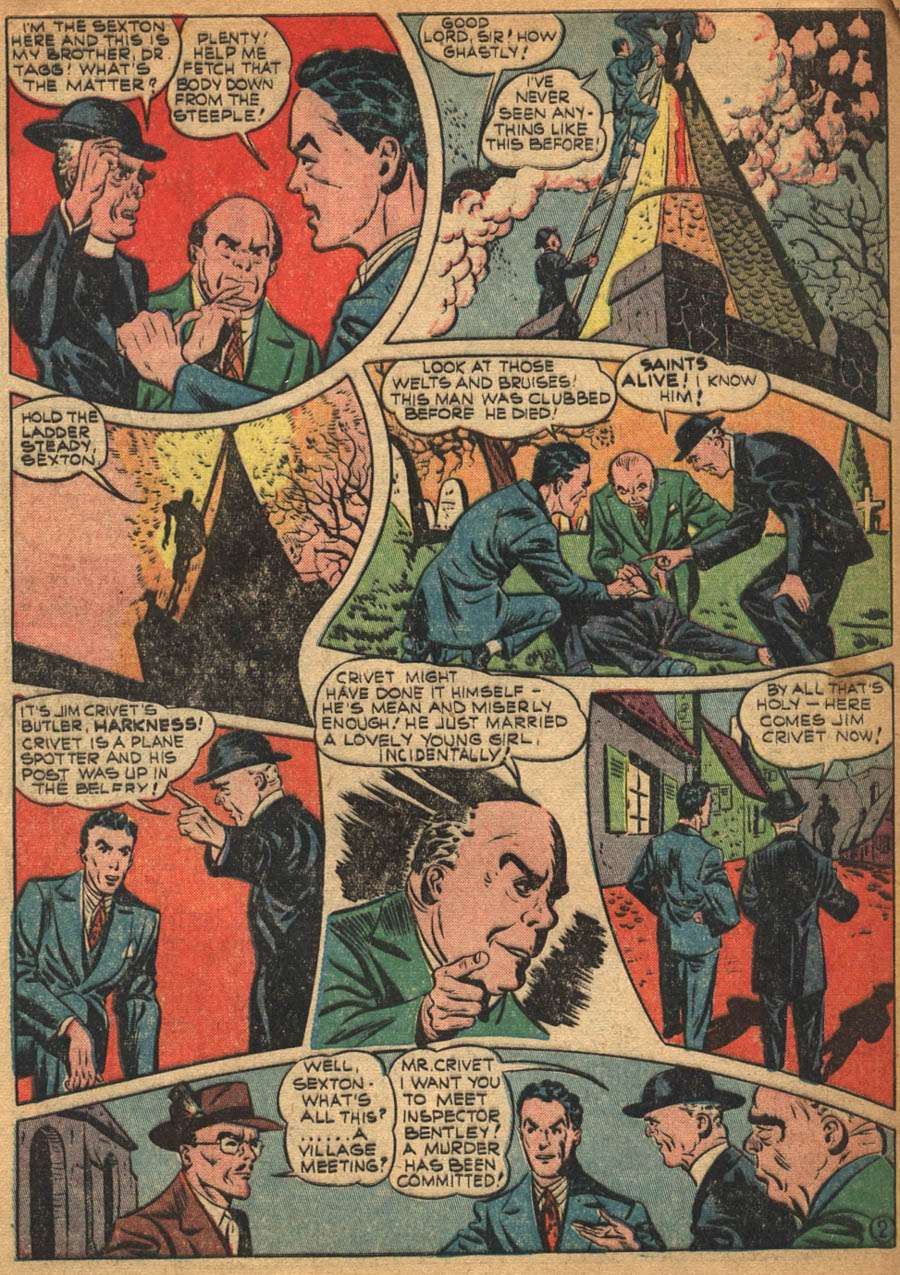 I'M THE SEXTON
HERE AND THIS IS
MY BROTHER, DR.
TAGG! WHAT'S
THE MATTER?
PLENTY!
HELP ME
FETCH THAT
BODY DOWN
FROM THE
STEEPLE!
GOOD
LORD, SIR! HOW
GHASTLY!
I'VE
NEVER
SEEN ANY-
THING LIKE
THIS BEFORE!
HOLD THE
LADDER
STEADY,
SEXTON
LOOK AT THOSE
WELTS AND BRUISES!
THIS MAN WAS CLUBBED
BEFORE HE DIED!
SAINTS
ALIVE! I KNOW
HIM!
IT'S JIM CRIVET'S
BUTLER, HARKNESS!
CRIVET IS A PLANE
SPOTTER AND HIS
POST WAS UP IN
THE BELFRY!
CRIVET MIGHT
HAVE DONE IT HIMSELF -
HE'S MEAN AND MISERLY
ENOUGH! HE JUST MARRIED
A LOVELY YOUNG GIRL,
INCIDENTALLY!
BY ALL THAT'S
HOLY - HERE
COMES JIM
CRIVET NOW!
WELL,
SEXTON -
WHAT'S
ALL THIS?
.....A
VILLAGE
MEETING?
MR. CRIVET
I WANT YOU
TO MEET
INSPECTOR
BENTLEY!
A MURDER
HAS BEEN
COMMITTED!
2